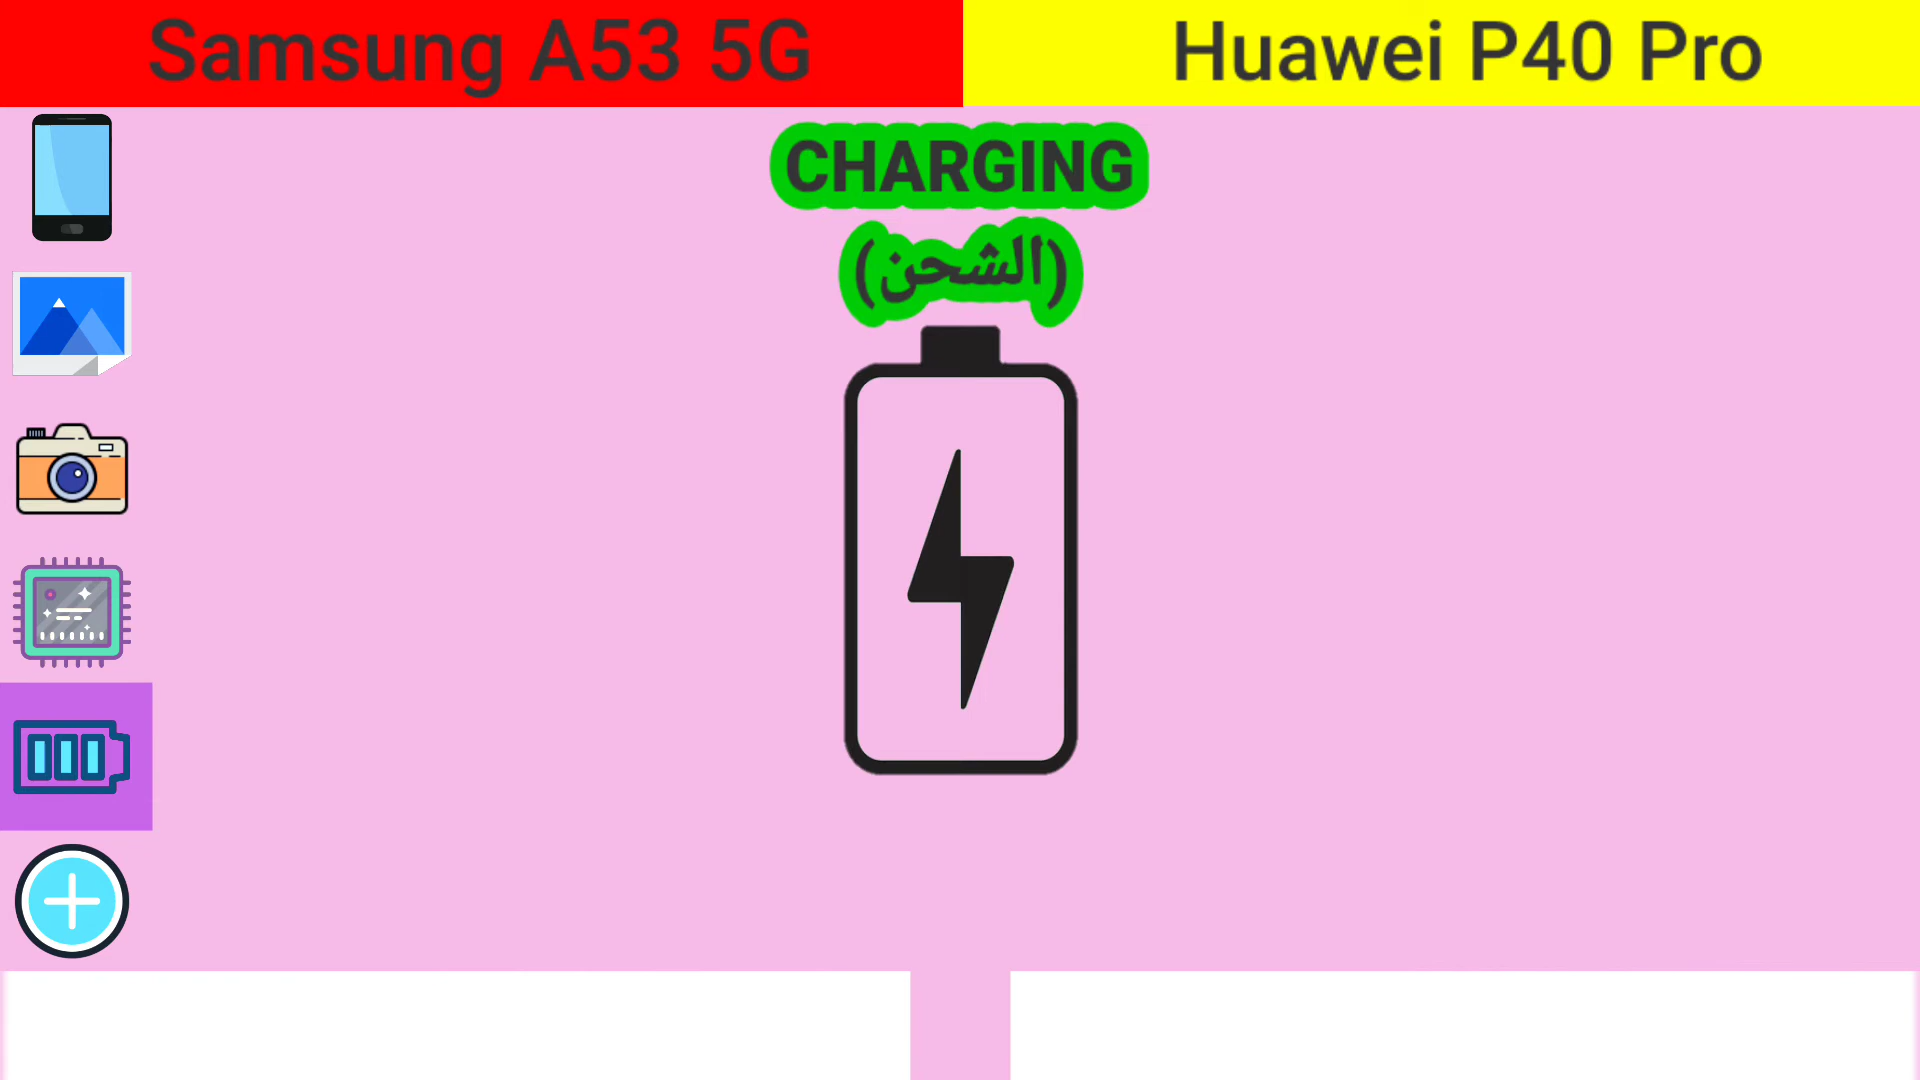 Samsung A53 5G
Huawei P40 Pro
CHARGING
(الشحن)